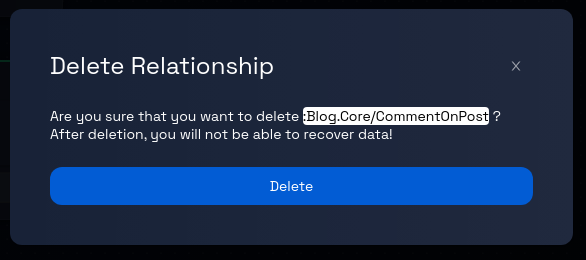 Delete Relationship
X
Are you sure that you want to delete :Blog.Core/CommentOnPost ?
After deletion, you will not be able to recover data!
Delete